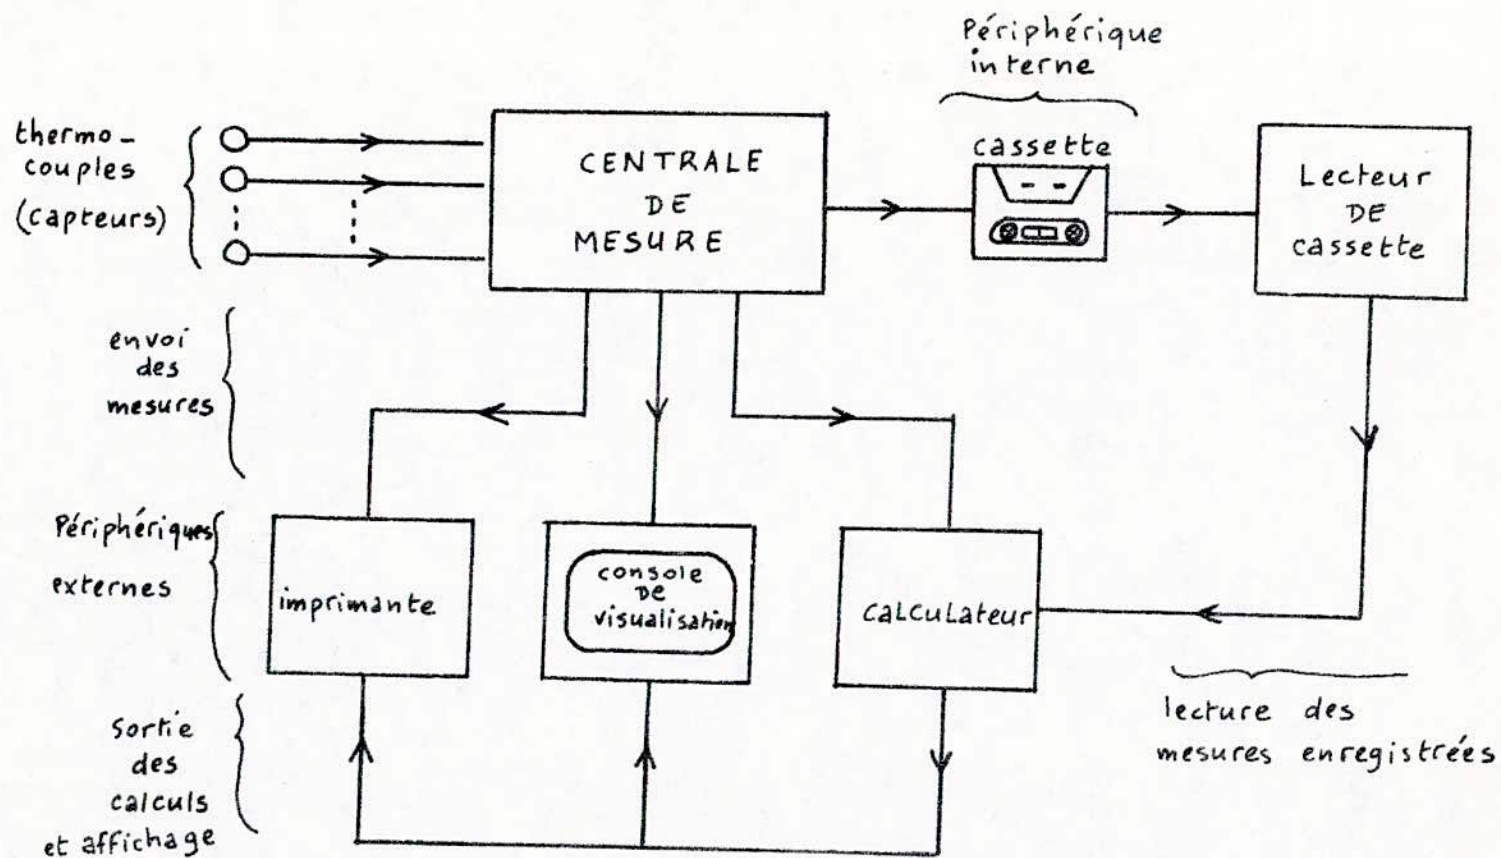 Périphérique
interne
thermo-
couples
(capteurs)
CENTRALE
DE
MESURE
cassette
Lecteur
DE
cassette
envoi
des
mesures
Périphériques
externes
imprimante
console
DE
visualisation
calculateur
Sortie
des
calculs
et affichage
lecture des
mesures enregistrées